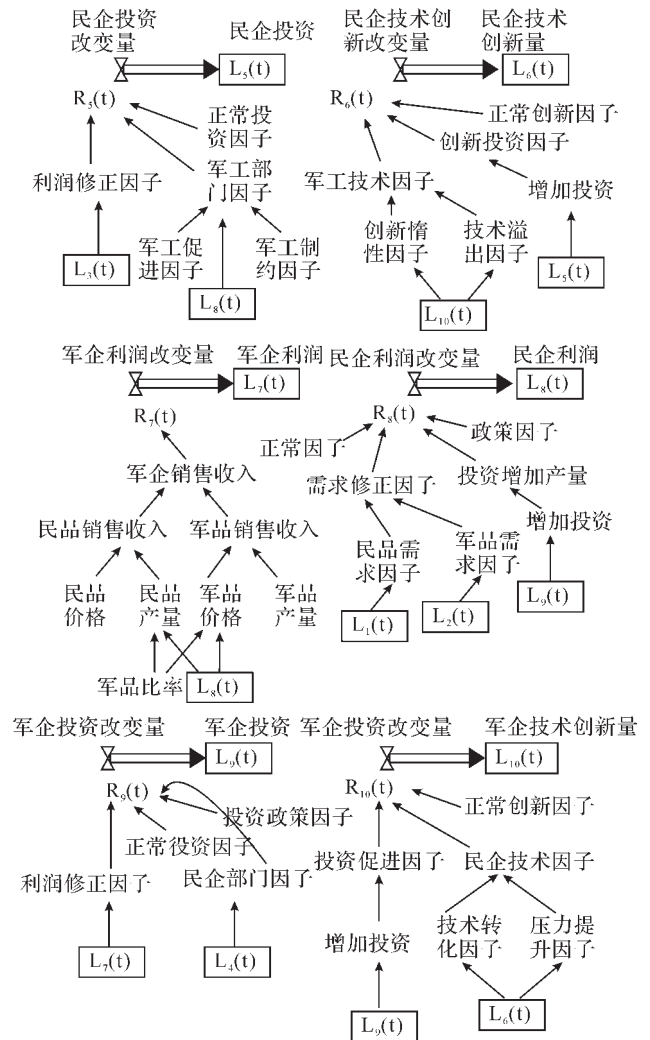 民企投资
改变量
民企投资
L₅(t)
R₅(t)
正常投
资因子
利润修正因子
军工部
门因子
军工促
进因子
军工制
约因子
L₃(t)
L₈(t)
民企技术创
新改变量
民企技术
创新量
L₆(t)
R₆(t)
正常创新因子
创新投资因子
军工技术因子
增加投资
创新惰
性因子
技术溢
出因子
L₅(t)
L₁₀(t)
军企利润改变量
军企利润
L₇(t)
R₇(t)
军企销售收入
民品销售收入
军品销售收入
民品
价格
民品
产量
军品
价格
军品
产量
军品比率
L₈(t)
民企利润改变量
民企利润
L₈(t)
R₈(t)
正常因了
政策因子
需求修正因子
投资增加产量
增加投资
民品需
求因子
军品需
求因子
L₁(t)
L₂(t)
L₉(t)
军企投资改变量
军企投资
L₉(t)
R₉(t)
投资政策因子
正常役资因子
利润修正因子
民企部门因子
L₇(t)
L₄(t)
军企投资改变量
军企技术创新量
L₁₀(t)
R₁₀(t)
正常创新因子
投资促进因子
民企技术因子
增加投资
技术转
化因子
压力提
升因子
L₉(t)
L₆(t)